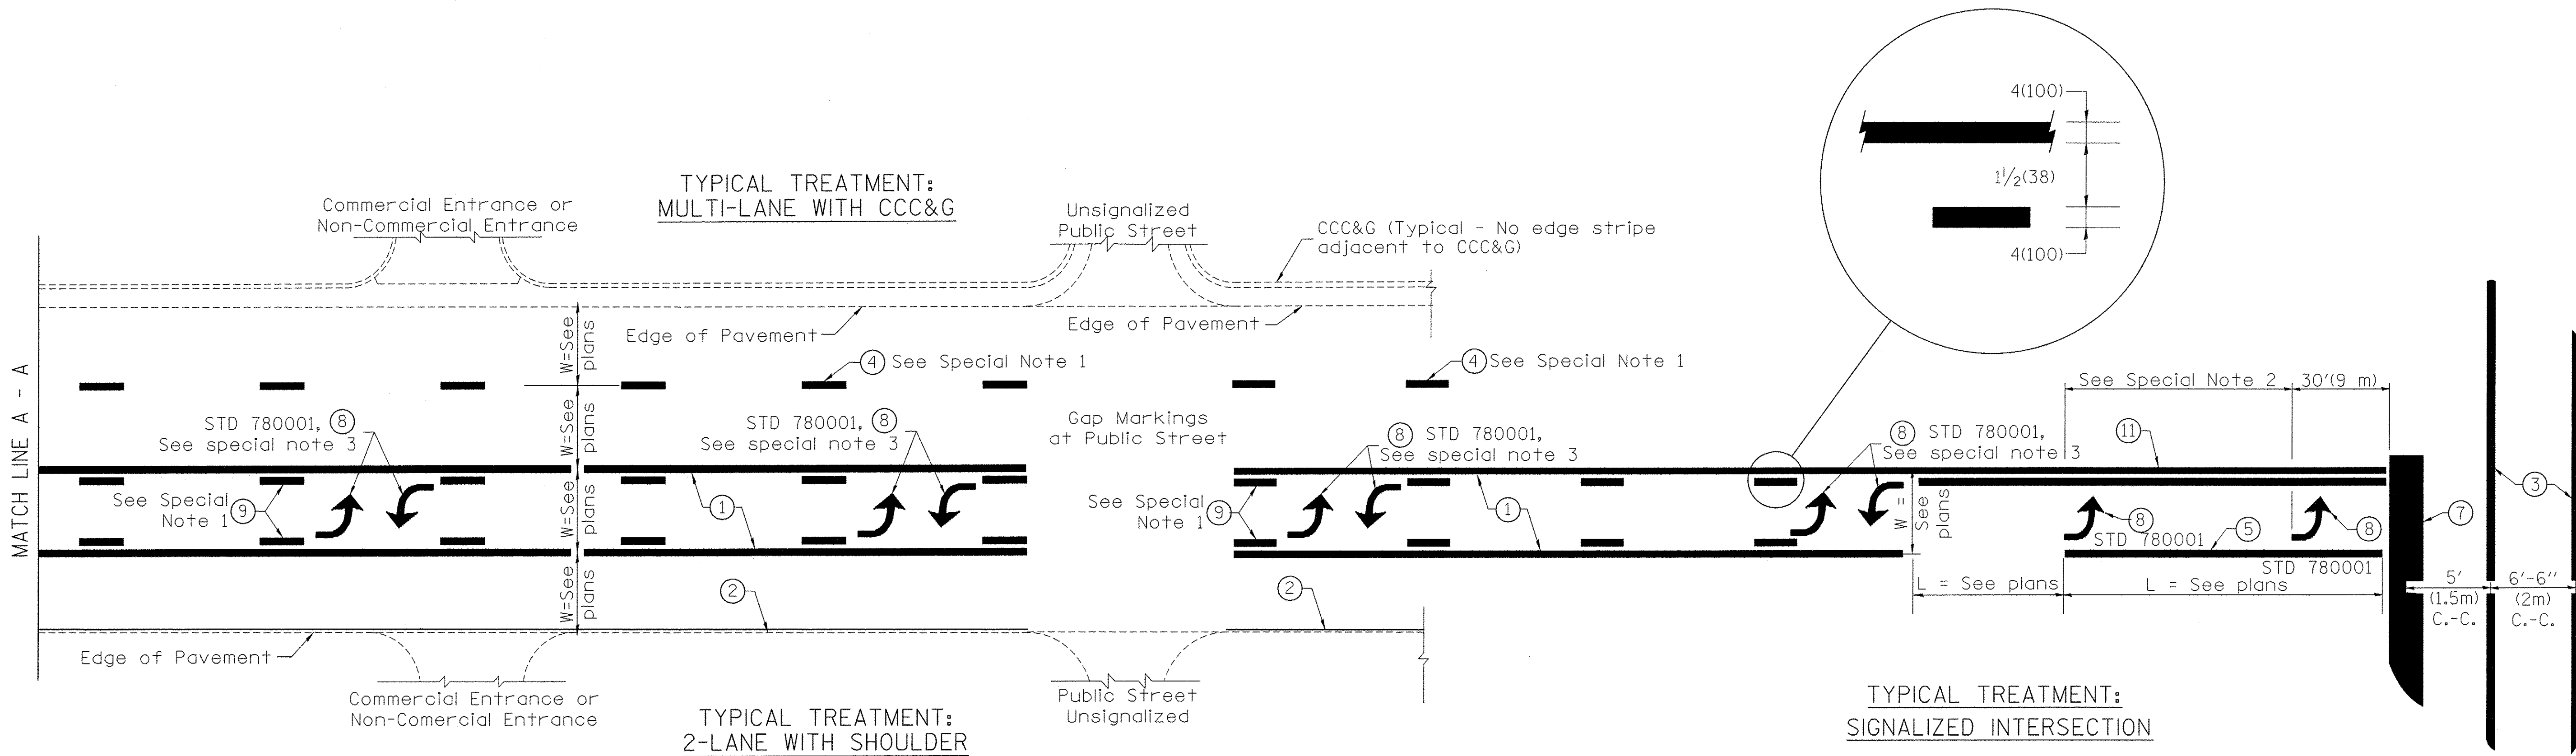 4(100)
1 1/2(38)
4(100)
TYPICAL TREATMENT:
MULTI-LANE WITH CCC&G
Commercial Entrance or
Non-Commercial Entrance
Unsignalized
Public Street
CCC&G (Typical - No edge stripe
adjacent to CCC&G)
MATCH LINE A - A
W=See
plans
Edge of Pavement
Edge of Pavement
4 See Special Note 1
4 See Special Note 1
See Special Note 2
30'(9 m)
STD 780001, 8
See special note 3
W=See
plans
STD 780001, 8
See special note 3
Gap Markings
at Public Street
8 STD 780001,
See special note 3
8 STD 780001,
See special note 3
11
3
See Special
Note 1 9
W=See
plans
1
See Special
Note 1 9
1
W =
See
plans
8
STD 780001
5
8
7
STD 780001
W=See
plans
2
2
L = See plans
L = See plans
5'
(1.5m)
C.-C.
6'-6"
(2m)
C.-C.
Edge of Pavement
Commercial Entrance or
Non-Comercial Entrance
Public Street
Unsignalized
TYPICAL TREATMENT:
2-LANE WITH SHOULDER
TYPICAL TREATMENT:
SIGNALIZED INTERSECTION